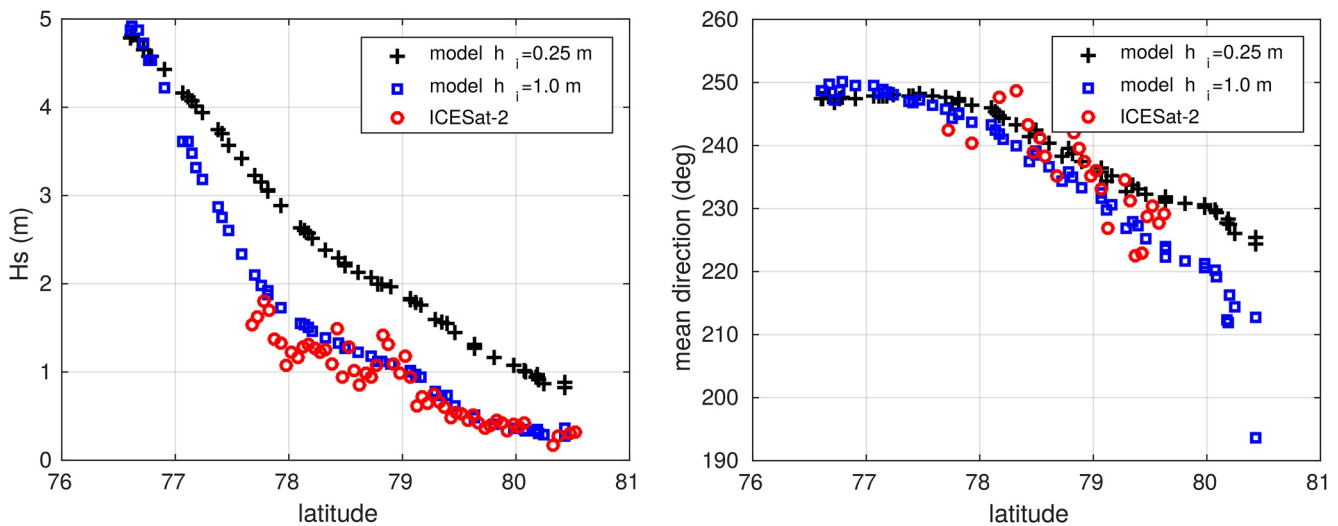 5
4
3
2
1
0
Hs (m)
76 77 78 79 80 81
latitude
model h i=0.25 m
model h i=1.0 m
ICESat-2
260
250
240
230
220
210
200
190
mean direction (deg)
76 77 78 79 80 81
latitude
model h i=0.25 m
model h i=1.0 m
ICESat-2